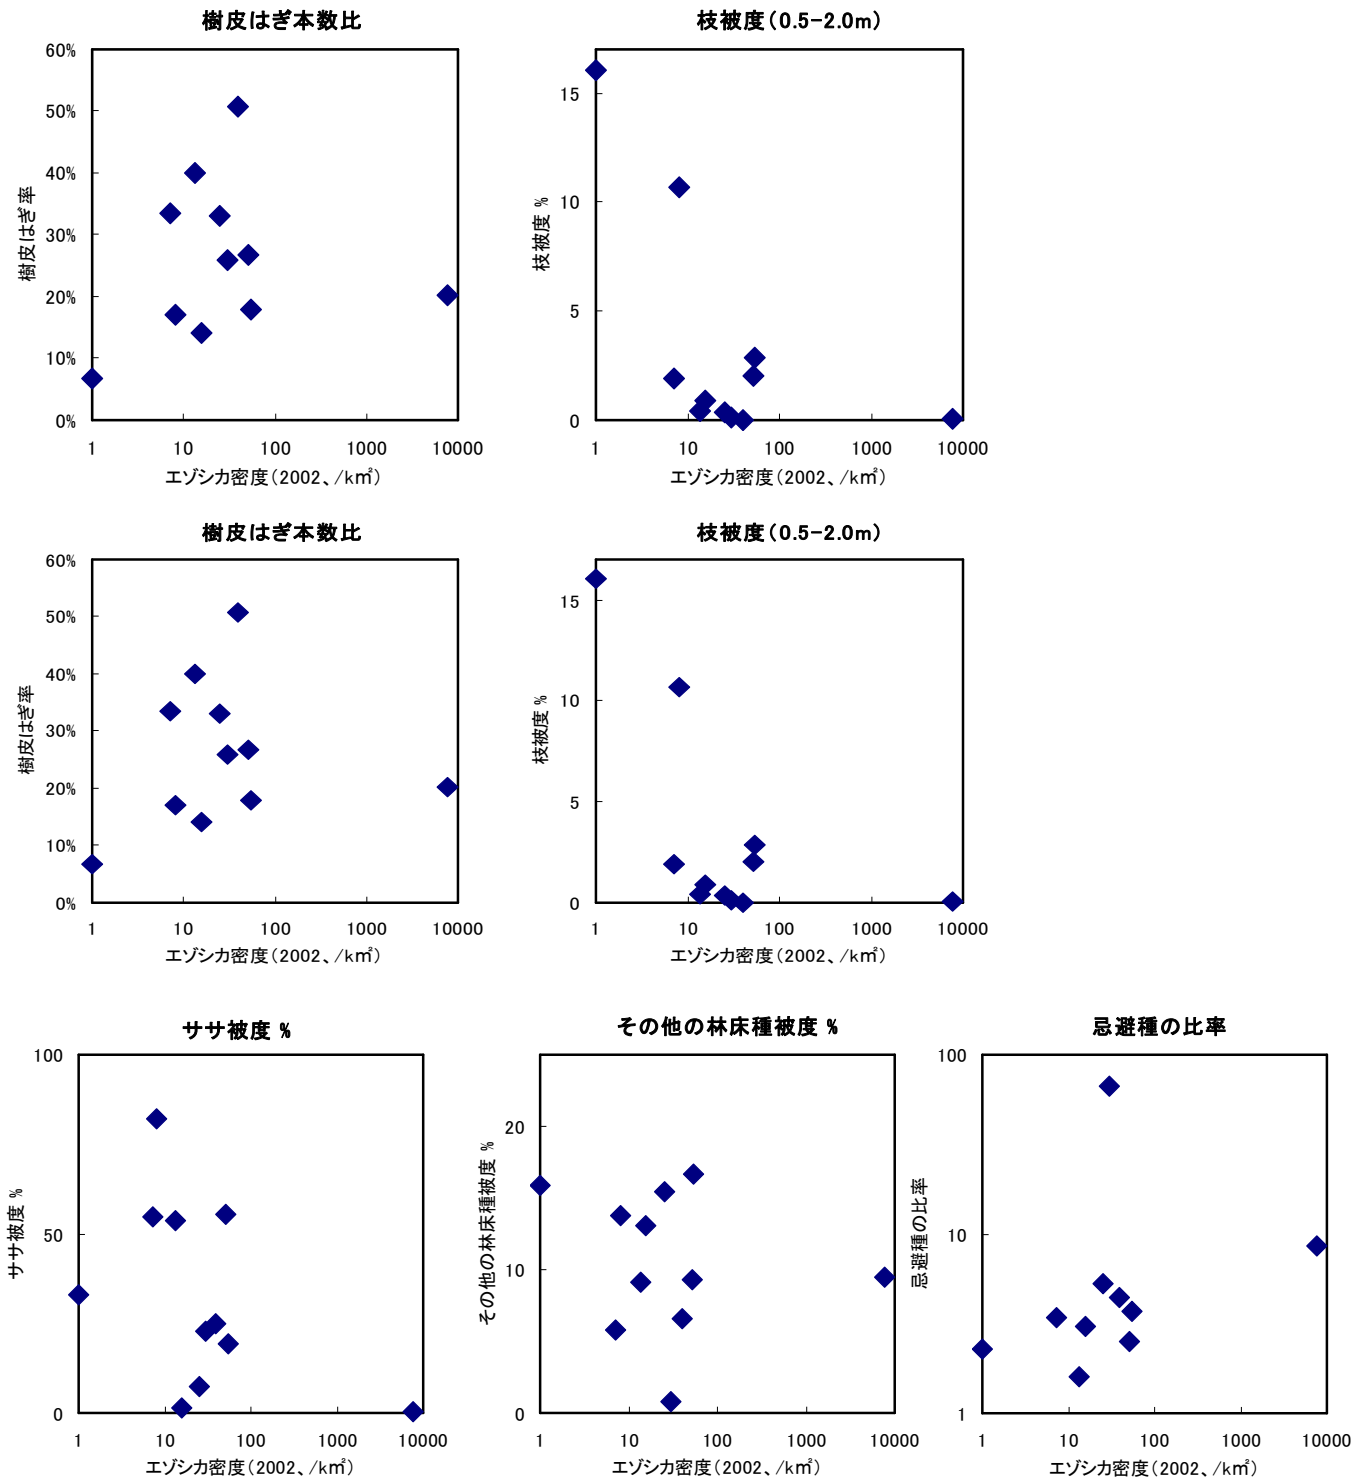 樹皮はぎ本数比
60%
50%
40%
30%
20%
10%
0%
樹皮はぎ率
1 10 100 1000 10000
エゾシカ密度(2002、/k㎡)
枝被度(0.5-2.0m)
15
10
5
0
枝被度 %
1 10 100 1000 10000
エゾシカ密度(2002、/k㎡)
樹皮はぎ本数比
60%
50%
40%
30%
20%
10%
0%
樹皮はぎ率
1 10 100 1000 10000
エゾシカ密度(2002、/k㎡)
枝被度(0.5-2.0m)
15
10
5
0
枝被度 %
1 10 100 1000 10000
エゾシカ密度(2002、/k㎡)
ササ被度 %
100
50
0
ササ被度 %
1 10 100 1000 10000
エゾシカ密度(2002、/k㎡)
その他の林床種被度 %
20
10
0
その他の林床種被度 %
1 10 100 1000 10000
エゾシカ密度(2002、/k㎡)
忌避種の比率
100
10
1
忌避種の比率
1 10 100 1000 10000
エゾシカ密度(2002、/k㎡)